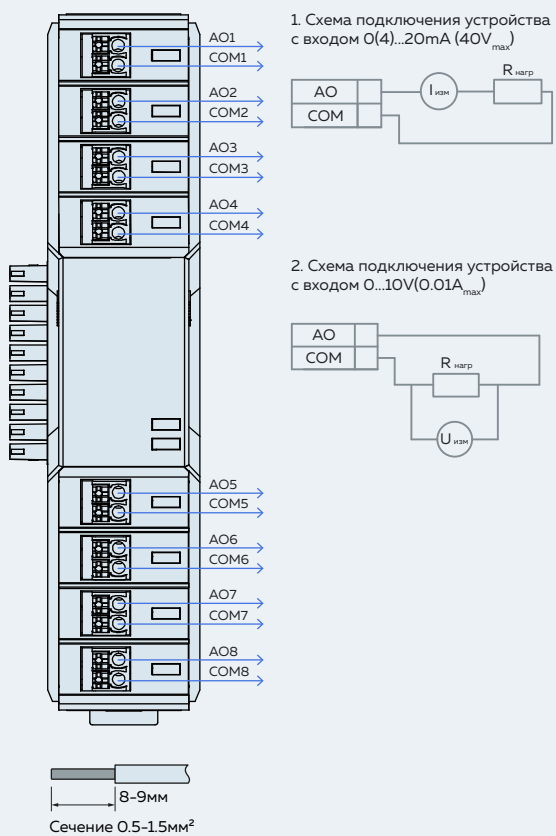 AO1
COM1
AO2
COM2
AO3
COM3
AO4
COM4
AO5
COM5
AO6
COM6
AO7
COM7
AO8
COM8
8-9мм
Сечение 0.5-1.5мм²
1. Схема подключения устройства
с входом 0(4)...20mA (40Vmax)
AO
COM
Iизм
Rнагр
2. Схема подключения устройства
с входом 0...10V(0.01Amax)
AO
COM
Rнагр
Uизм